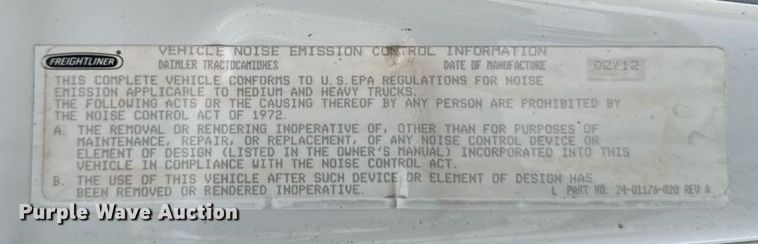 FREIGHTLINER
VEHICLE NOISE EMISSION CONTROL INFORMATION
DAIMLER TRACTOCAMIONES DATE OF MANUFACTURE 02/12
THIS COMPLETE VEHICLE CONFORMS TO U.S.EPA REGULATIONS FOR NOISE
EMISSION APPLICABLE TO MEDIUM AND HEAVY TRUCKS.
THE FOLLOWING ACTS OR THE CAUSING THEREOF BY ANY PERSON ARE PROHIBITED BY
THE NOISE CONTROL ACT OF 1972.
A. THE REMOVAL OR RENDERING INOPERATIVE OF, OTHER THAN FOR PURPOSES OF
MAINTENANCE, REPAIR, OR REPLACEMENT, OF ANY NOISE CONTROL DEVICE OR
ELEMENT OF DESIGN (LISTED IN THE OWNER'S MANUAL) INCORPORATED INTO THIS
VEHICLE IN COMPLIANCE WITH THE NOISE CONTROL ACT.
B. THE USE OF THIS VEHICLE AFTER SUCH DEVICE OR ELEMENT OF DESIGN HAS
BEEN REMOVED OR RENDERED INOPERATIVE. L PART NO. 24-01176-020 REV A
Purple Wave Auction